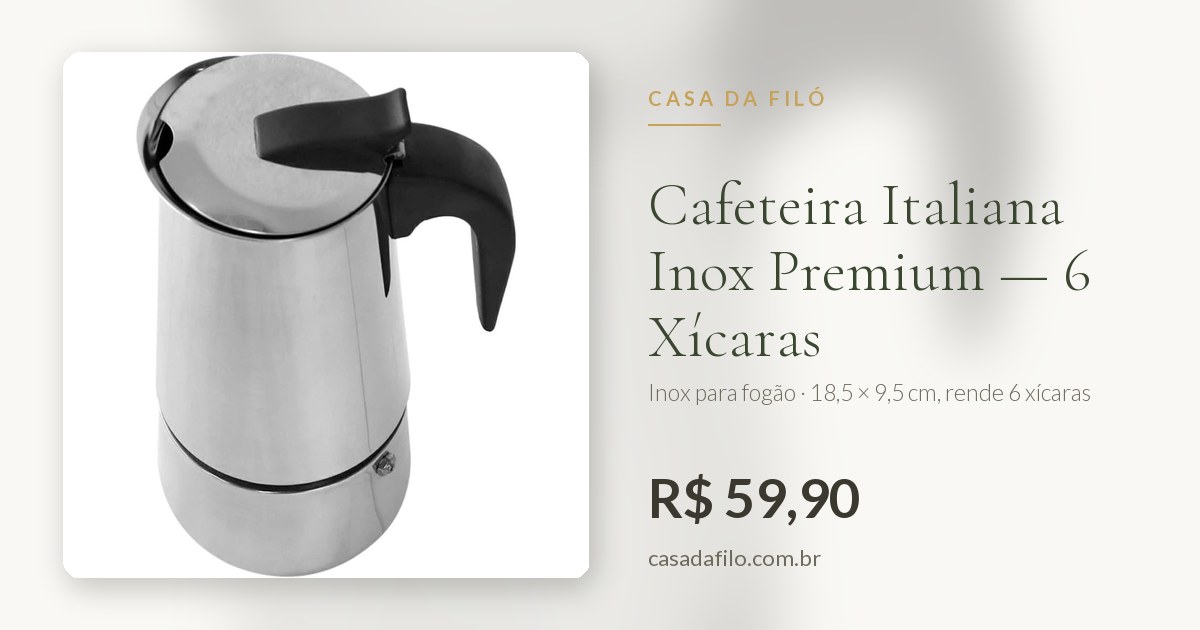 CASA DA FILÓ
Cafeteira Italiana
Inox Premium — 6
Xícaras
Inox para fogão · 18,5 × 9,5 cm, rende 6 xícaras
R$ 59,90
casadafilo.com.br